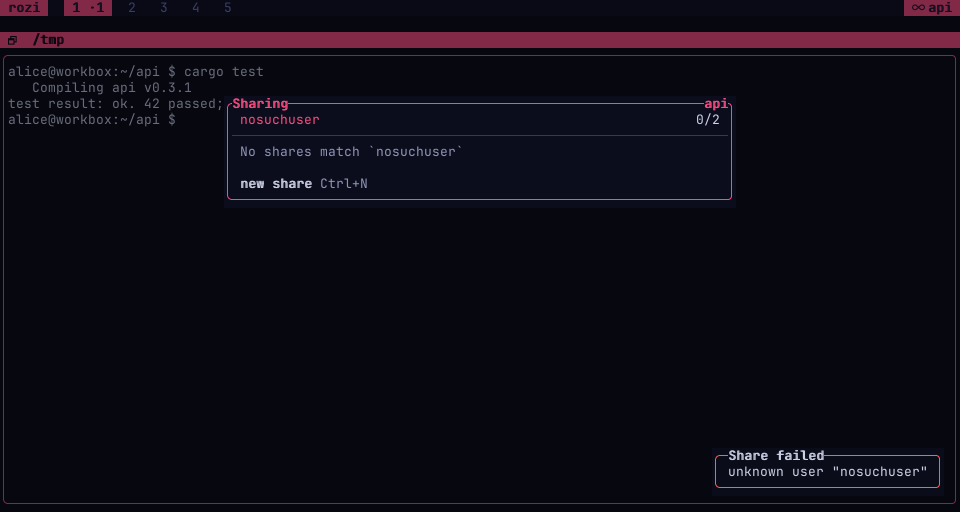 rozi 1 ·1 2 3 4 5 ∞ api
/tmp
alice@workbox:~/api $ cargo test
   Compiling api v0.3.1
test result: ok. 42 passed;
alice@workbox:~/api $
Sharing api
nosuchuser 0/2
No shares match `nosuchuser`
new share Ctrl+N
Share failed
unknown user "nosuchuser"